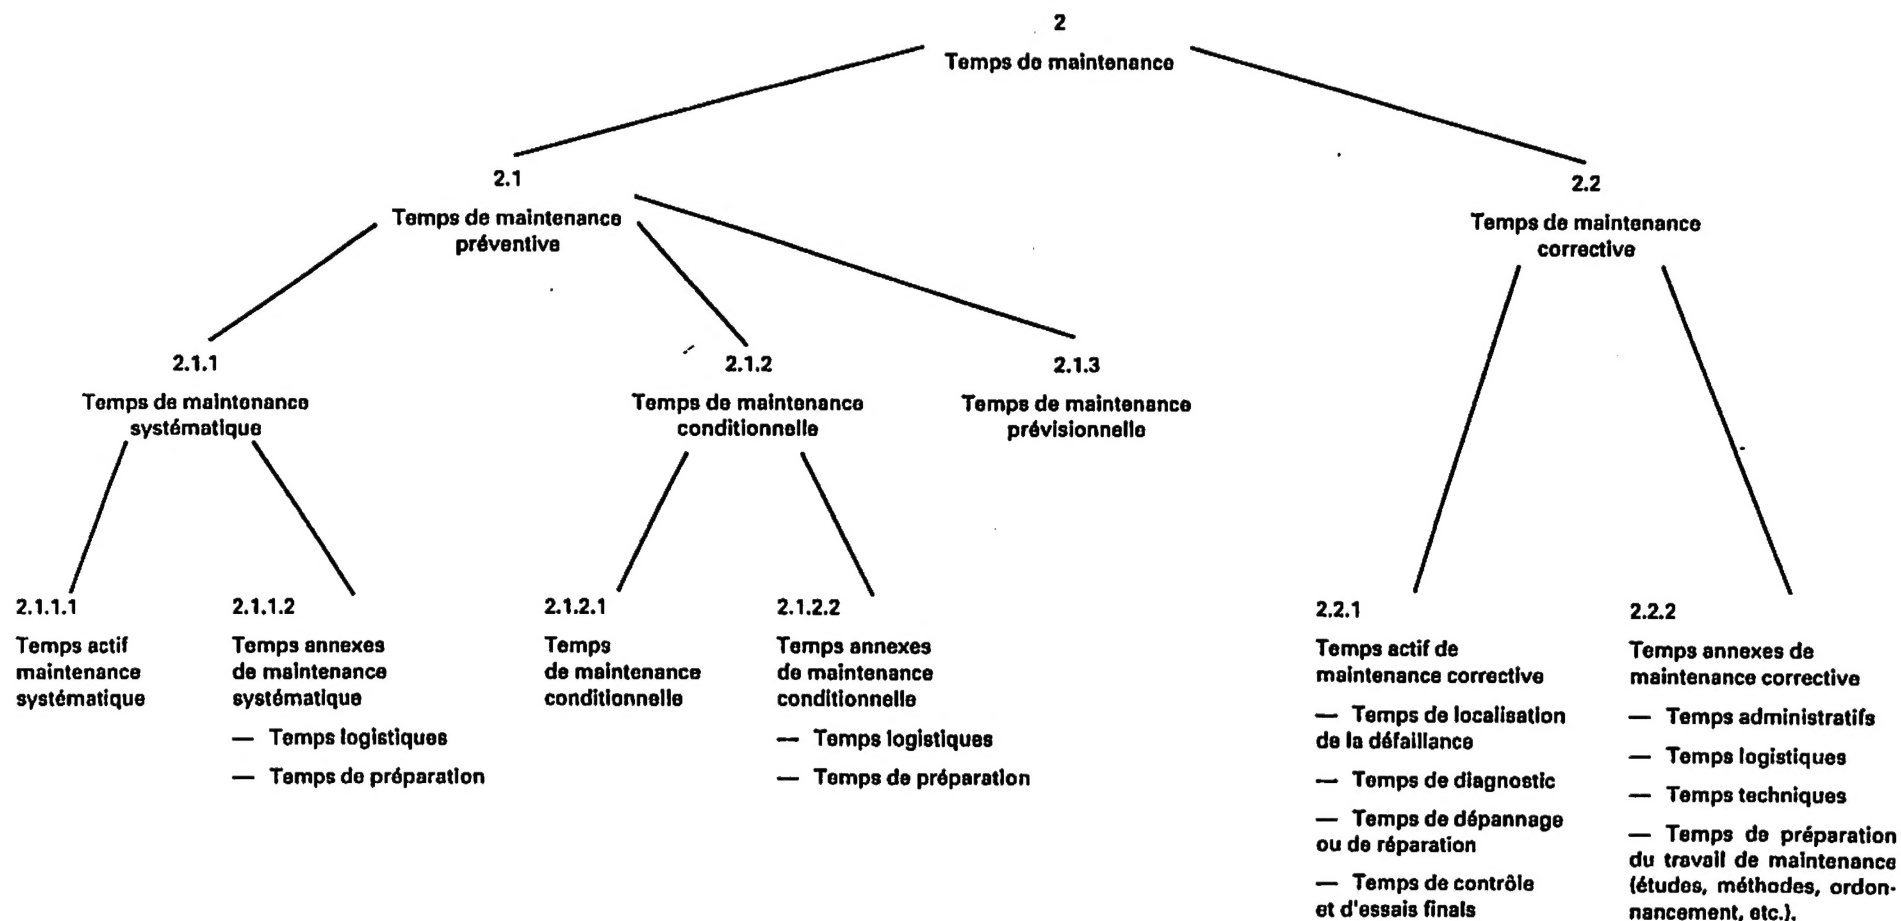 2
Temps de maintenance
2.1
Temps de maintenance
préventive
2.2
Temps de maintenance
corrective
2.1.1
Temps de maintenance
systématique
2.1.2
Temps de maintenance
conditionnelle
2.1.3
Temps de maintenance
prévisionnelle
2.1.1.1
Temps actif
maintenance
systématique
2.1.1.2
Temps annexes
de maintenance
systématique
— Temps logistiques
— Temps de préparation
2.1.2.1
Temps
de maintenance
conditionnelle
2.1.2.2
Temps annexes
de maintenance
conditionnelle
— Temps logistiques
— Temps de préparation
2.2.1
Temps actif de
maintenance corrective
— Temps de localisation
de la défaillance
— Temps de diagnostic
— Temps de dépannage
ou de réparation
— Temps de contrôle
et d'essais finals
2.2.2
Temps annexes de
maintenance corrective
— Temps administratifs
— Temps logistiques
— Temps techniques
— Temps de préparation
du travail de maintenance
(études, méthodes, ordon-
nancement, etc.).